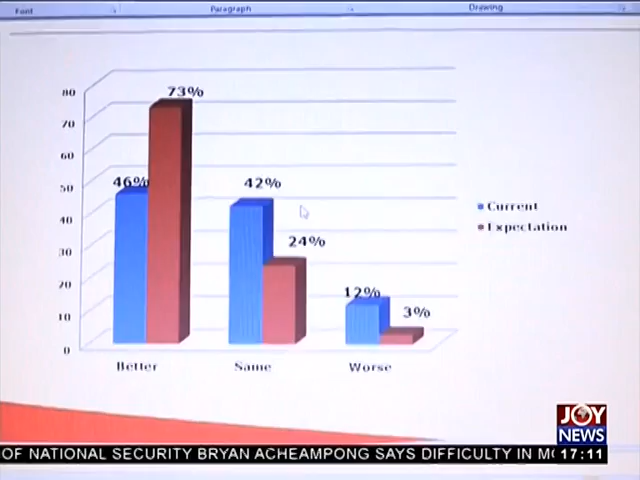 Font Paragraph Drawing
80
73%
70
60
50
46%
42%
40
30
24%
20
12%
10
3%
0
Better Same Worse
Current
Expectation
JOY
NEWS
OF NATIONAL SECURITY BRYAN ACHEAMPONG SAYS DIFFICULTY IN
17:11